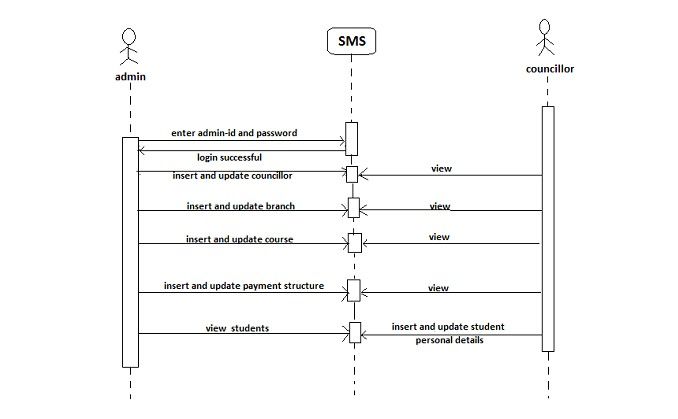 SMS
admin
councillor
enter admin-id and password
login successful
insert and update councillor
view
insert and update branch
view
insert and update course
view
insert and update payment structure
view
view students
insert and update student
personal details